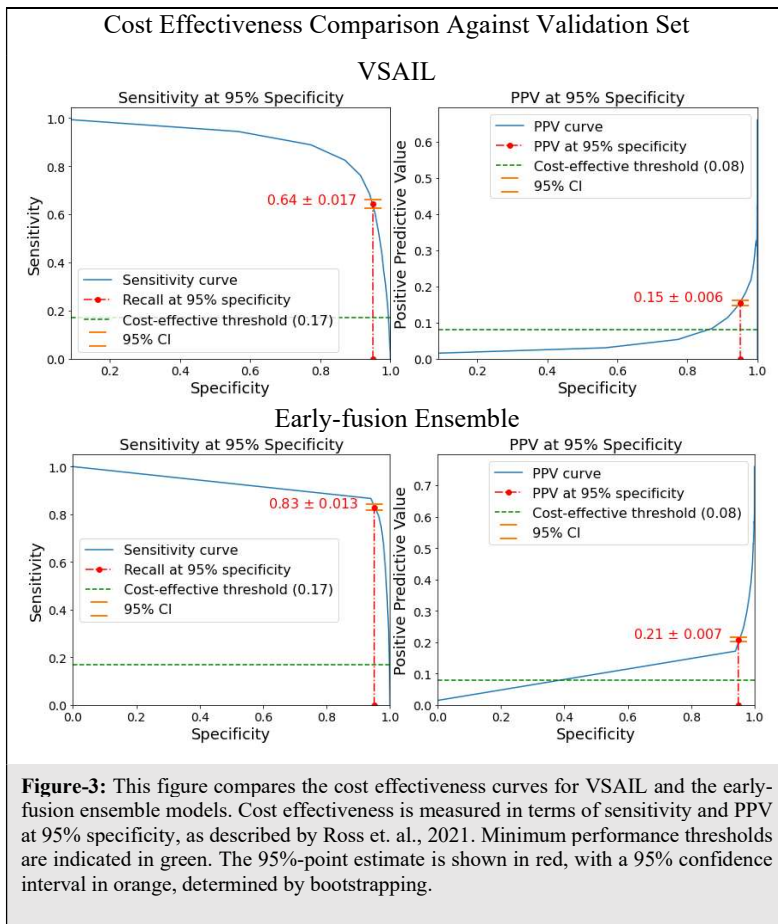 Cost Effectiveness Comparison Against Validation Set
VSAIL
Sensitivity at 95% Specificity
1.0
0.8
0.6
0.4
0.2
0.0
Sensitivity
0.64 ± 0.017
Sensitivity curve
Recall at 95% specificity
Cost-effective threshold (0.17)
95% CI
0.2
0.4
0.6
0.8
1.0
Specificity
PPV at 95% Specificity
0.6
0.5
0.4
0.3
0.2
0.1
0.0
Positive Predictive Value
PPV curve
PPV at 95% specificity
Cost-effective threshold (0.08)
95% CI
0.15 ± 0.006
0.2
0.4
0.6
0.8
1.0
Specificity
Early-fusion Ensemble
Sensitivity at 95% Specificity
1.0
0.8
0.6
0.4
0.2
0.0
Sensitivity
0.83 ± 0.013
Sensitivity curve
Recall at 95% specificity
Cost-effective threshold (0.17)
95% CI
0.0
0.2
0.4
0.6
0.8
1.0
Specificity
PPV at 95% Specificity
0.7
0.6
0.5
0.4
0.3
0.2
0.1
0.0
Positive Predictive Value
PPV curve
PPV at 95% specificity
Cost-effective threshold (0.08)
95% CI
0.21 ± 0.007
0.0
0.2
0.4
0.6
0.8
1.0
Specificity
Figure-3: This figure compares the cost effectiveness curves for VSAIL and the early-
fusion ensemble models. Cost effectiveness is measured in terms of sensitivity and PPV
at 95% specificity, as described by Ross et. al., 2021. Minimum performance thresholds
are indicated in green. The 95%-point estimate is shown in red, with a 95% confidence
interval in orange, determined by bootstrapping.